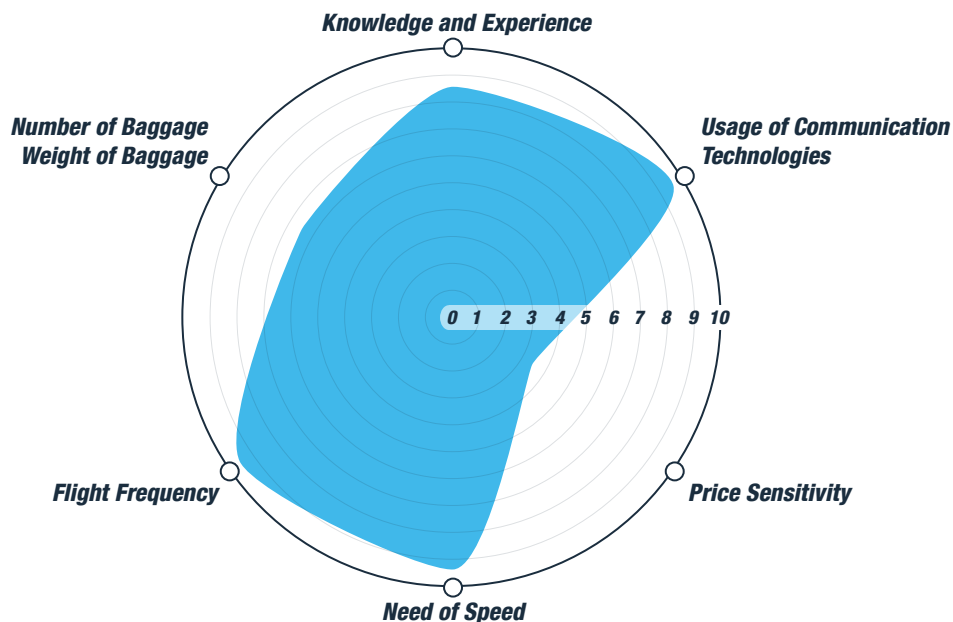 Knowledge and Experience
Number of Baggage
Weight of Baggage
Usage of Communication
Technologies
0 1 2 3 4 5 6 7 8 9 10
Flight Frequency
Price Sensitivity
Need of Speed